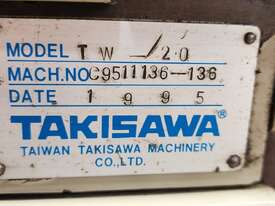 MODEL TW/20
MACH.NO C9511136-136
DATE 1995
TAKISAWA®
TAIWAN TAKISAWA MACHINERY
CO.,LTD.